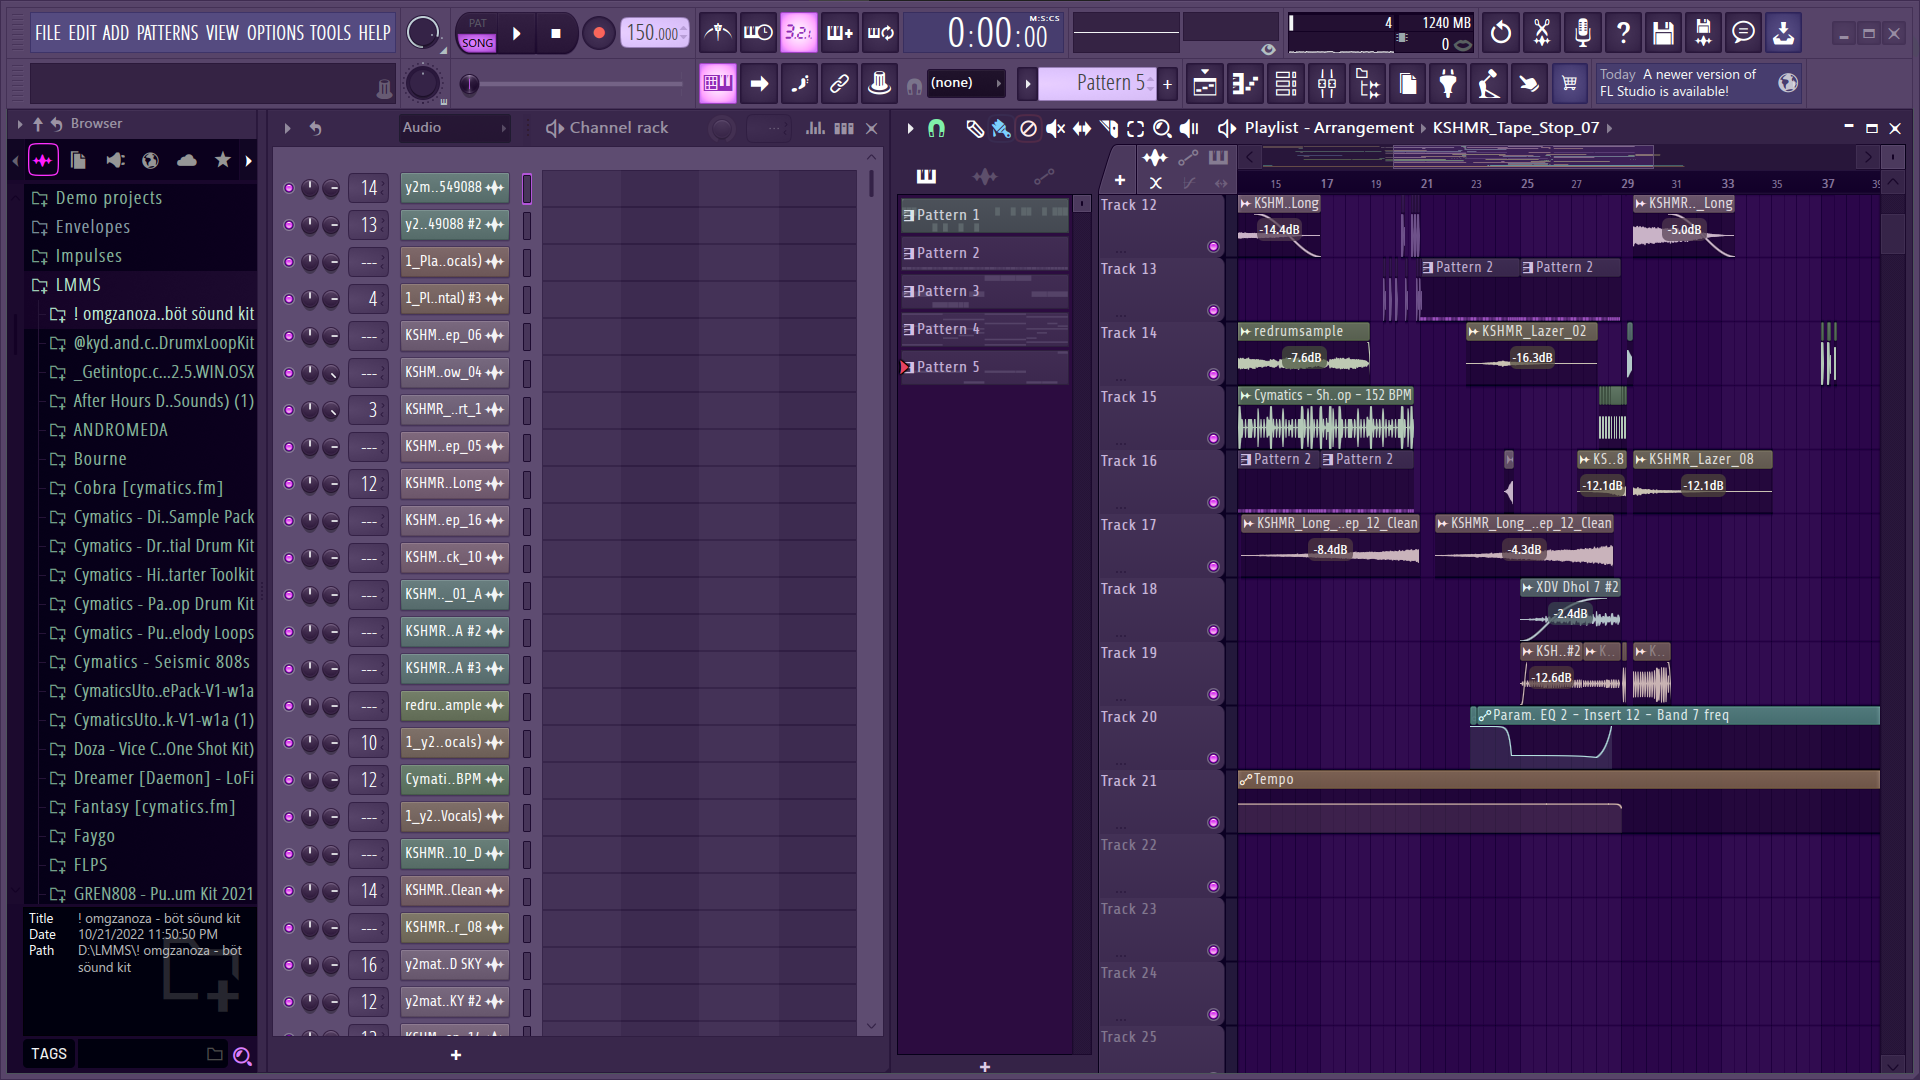 FILE EDIT ADD PATTERNS VIEW OPTIONS TOOLS HELP
PAT
SONG
150.000
3.2.
0:00:00
M:S:CS
4
1240 MB
0
(none)
Pattern 5
Today A newer version of
FL Studio is available!
Browser
Demo projects
Envelopes
Impulses
LMMS
! omgzanoza..böt söund kit
@kyd.and.c..DrumxLoopKit
_Getintopc.c...2.5.WIN.OSX
After Hours D..Sounds) (1)
ANDROMEDA
Bourne
Cobra [cymatics.fm]
Cymatics - Di..Sample Pack
Cymatics - Dr..tial Drum Kit
Cymatics - Hi..tarter Toolkit
Cymatics - Pa..op Drum Kit
Cymatics - Pu..elody Loops
Cymatics - Seismic 808s
CymaticsUto..ePack-V1-w1a
CymaticsUto..k-V1-w1a (1)
Doza - Vice C..One Shot Kit)
Dreamer [Daemon] - LoFi
Fantasy [cymatics.fm]
Faygo
FLPS
GREN808 - Pu..um Kit 2021
Title ! omgzanoza - böt söund kit
Date 10/21/2022 11:50:50 PM
Path D:\LMMS\! omgzanoza - böt
söund kit
TAGS
Audio
Channel rack
14 y2m..549088
13 y2..49088 #2
--- 1_Pla..ocals)
4 1_Pl..ntal) #3
--- KSHM..ep_06
--- KSHM...ow_04
3 KSHMR_..rt_1
--- KSHM..ep_05
12 KSHMR..Long
--- KSHM..ep_16
--- KSHM...ck_10
--- KSHM.._01_A
--- KSHMR..A #2
--- KSHMR..A #3
--- redru..ample
10 1_y2..ocals)
12 Cymati..BPM
--- 1_y2..Vocals)
--- KSHMR..10_D
14 KSHMR..Clean
--- KSHMR..r_08
16 y2mat..D SKY
12 y2mat..KY #2
Pattern 1
Pattern 2
Pattern 3
Pattern 4
Pattern 5
Playlist - Arrangement
KSHMR_Tape_Stop_07
15 17 19 21 23 25 27 29 31 33 35 37 39
Track 12
KSHM..Long
-14.4dB
KSHMR.._Long
-5.0dB
Track 13
Pattern 2
Pattern 2
Track 14
redrumsample
-7.6dB
KSHMR_Lazer_02
-16.3dB
Track 15
Cymatics - Sh..op - 152 BPM
Track 16
Pattern 2
Pattern 2
KS..8
-12.1dB
KSHMR_Lazer_08
-12.1dB
Track 17
KSHMR_Long_..ep_12_Clean
-8.4dB
KSHMR_Long_..ep_12_Clean
-4.3dB
Track 18
XDV Dhol 7 #2
-2.4dB
Track 19
KSH..#2
K..
K..
-12.6dB
Track 20
Param. EQ 2 - Insert 12 - Band 7 freq
Track 21
Tempo
Track 22
Track 23
Track 24
Track 25